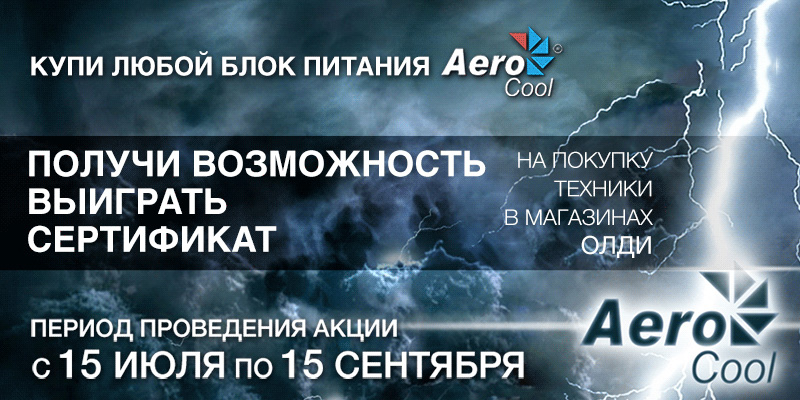 КУПИ ЛЮБОЙ БЛОК ПИТАНИЯ Aero Cool ®
ПОЛУЧИ ВОЗМОЖНОСТЬ
ВЫИГРАТЬ
СЕРТИФИКАТ
НА ПОКУПКУ
ТЕХНИКИ
В МАГАЗИНАХ
ОЛДИ
ПЕРИОД ПРОВЕДЕНИЯ АКЦИИ
С 15 ИЮЛЯ ПО 15 СЕНТЯБРЯ
Aero
Cool